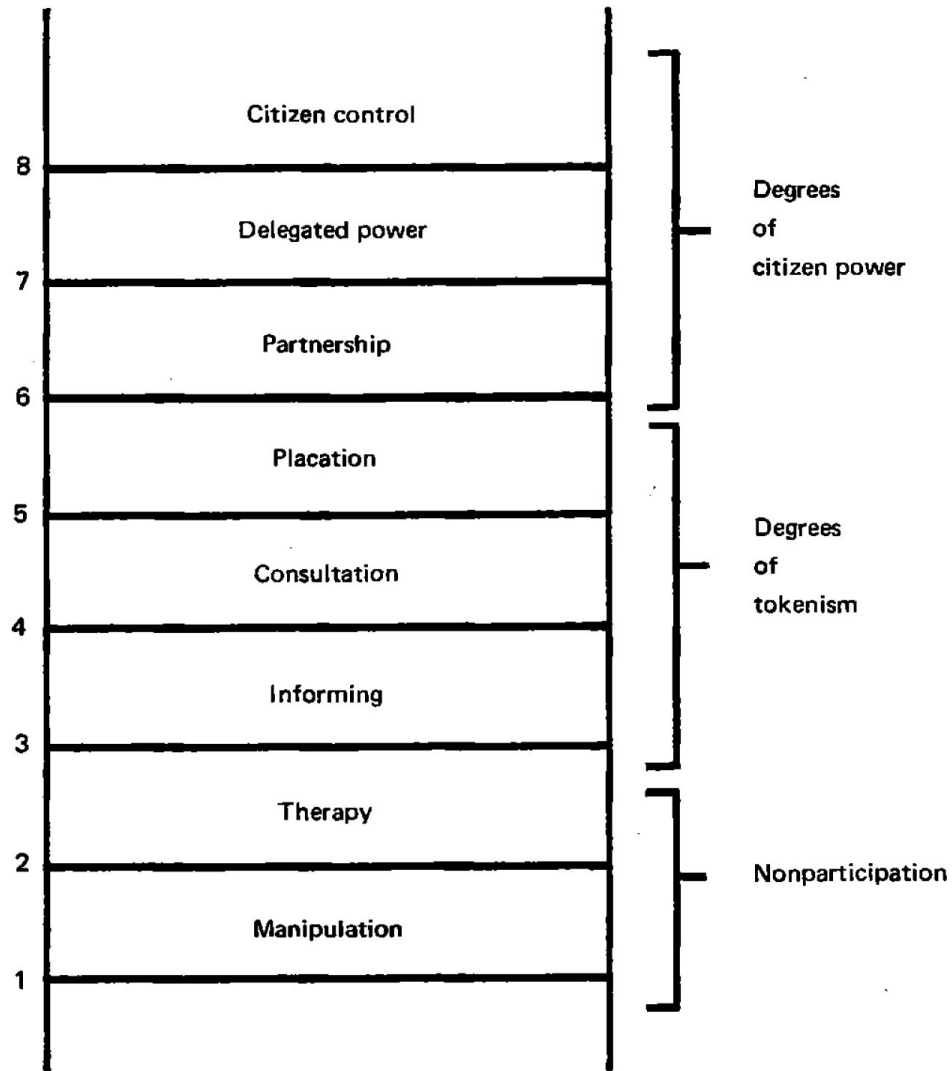 Citizen control
8
Delegated power
7
Partnership
6
Placation
5
Consultation
4
Informing
3
Therapy
2
Manipulation
1
Degrees
of
citizen power
Degrees
of
tokenism
Nonparticipation